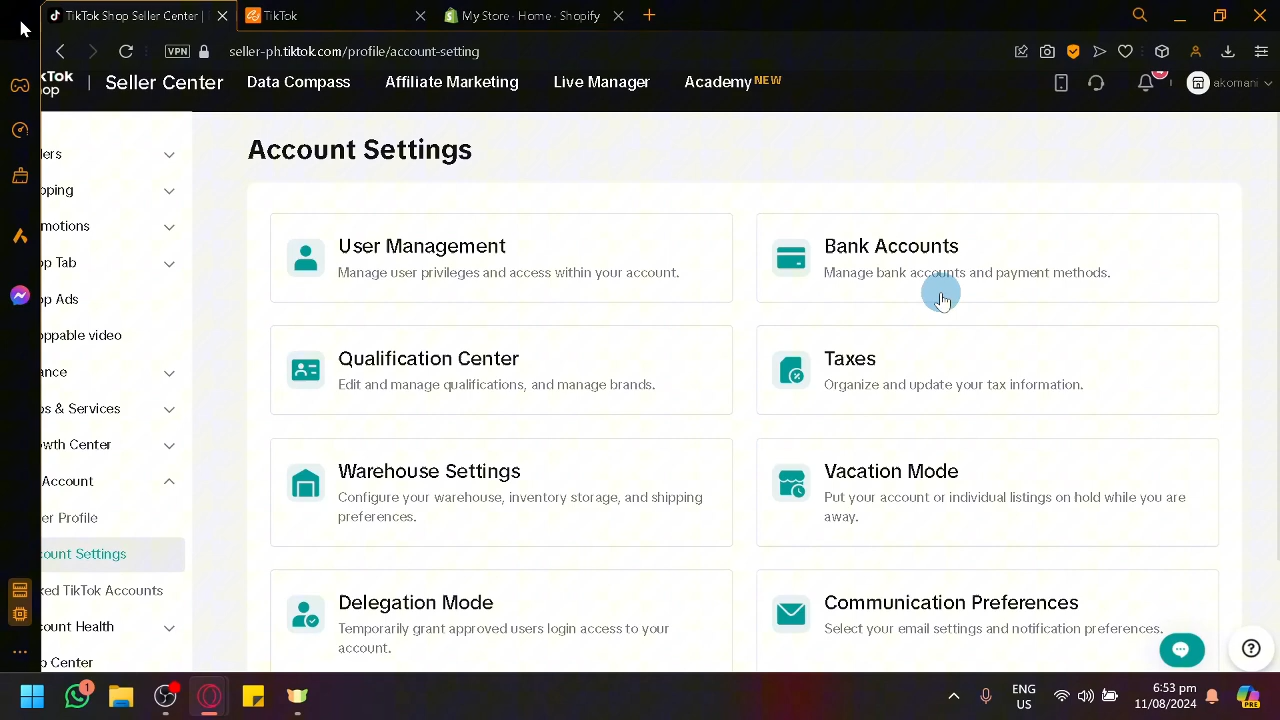 TikTok Shop Seller Center
TikTok
My Store · Home · Shopify
VPN
seller-ph.tiktok.com/profile/account-setting
kTok
op
Seller Center
Data Compass
Affiliate Marketing
Live Manager
Academy NEW
akomani
Account Settings
ers
pping
motions
op Tab
op Ads
oppable video
ance
ps & Services
wth Center
Account
er Profile
ount Settings
ked TikTok Accounts
ount Health
p Center
User Management
Manage user privileges and access within your account.
Bank Accounts
Manage bank accounts and payment methods.
Qualification Center
Edit and manage qualifications, and manage brands.
Taxes
Organize and update your tax information.
Warehouse Settings
Configure your warehouse, inventory storage, and shipping
preferences.
Vacation Mode
Put your account or individual listings on hold while you are
away.
Delegation Mode
Temporarily grant approved users login access to your
account.
Communication Preferences
Select your email settings and notification preferences.
1
ENG
US
6:53 pm
11/08/2024
PRE